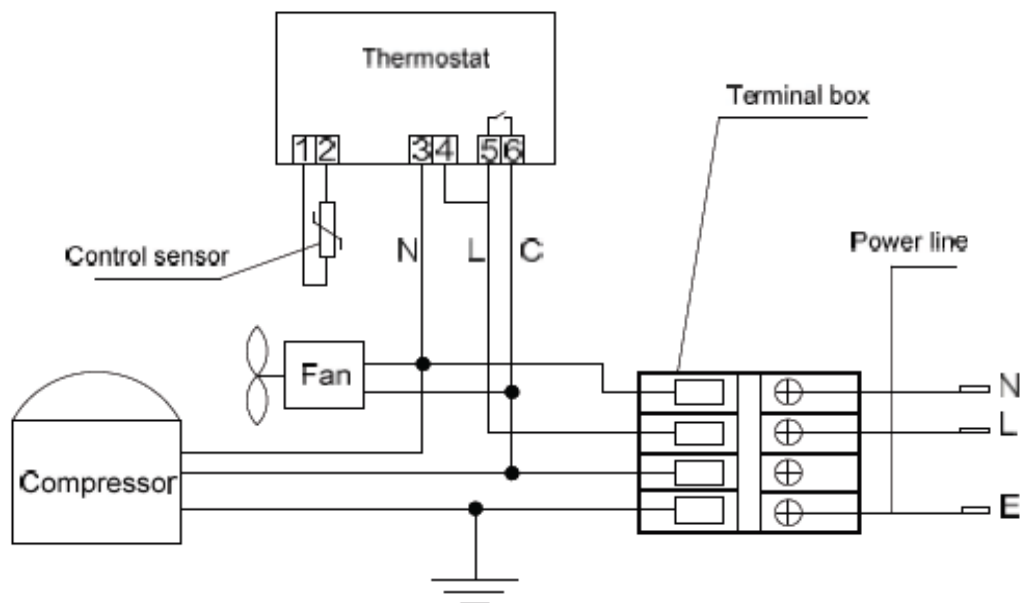 Thermostat
Terminal box
1 2 3 4 5 6
Control sensor
N L C
Power line
Fan
N
L
Compressor
E